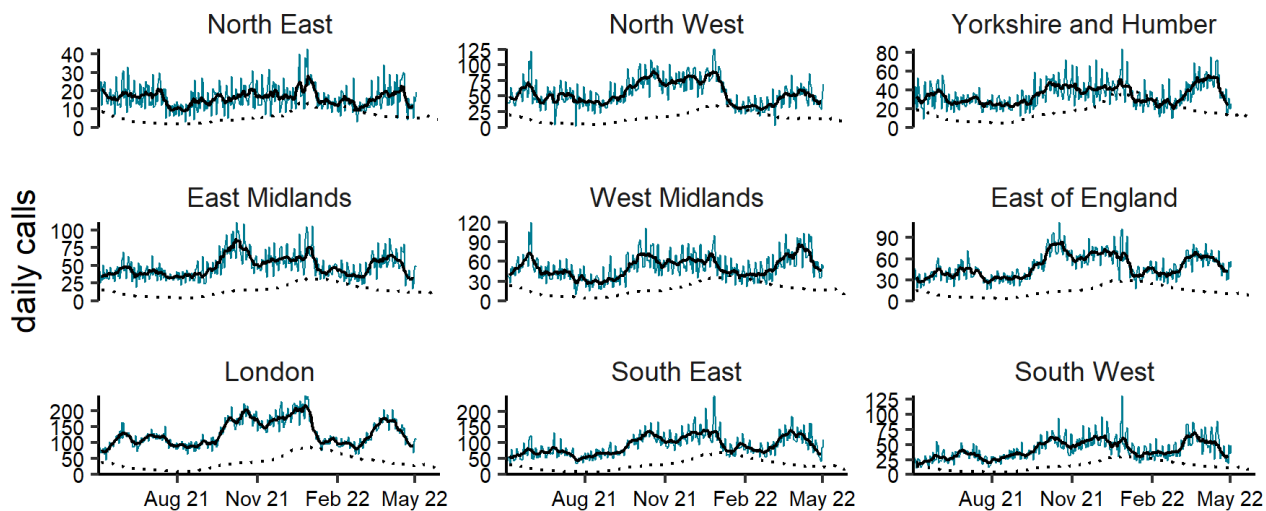 North East North West Yorkshire and Humber
40 125 80
30 100 60
20 75 40
10 50 20
0 25 0
0
daily calls
East Midlands West Midlands East of England
100 120 90
75 90 60
50 60 30
25 30 0
0 0
London South East South West
200 200 125
150 150 100
100 100 75
50 50 50
0 0 25
0
Aug 21 Nov 21 Feb 22 May 22 Aug 21 Nov 21 Feb 22 May 22 Aug 21 Nov 21 Feb 22 May 22